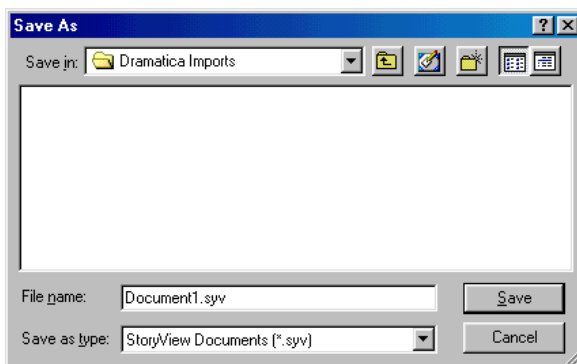 Save As
Save in: Dramatica Imports
File name: Document1.syv Save
Save as type: StoryView Documents (*.syv) Cancel